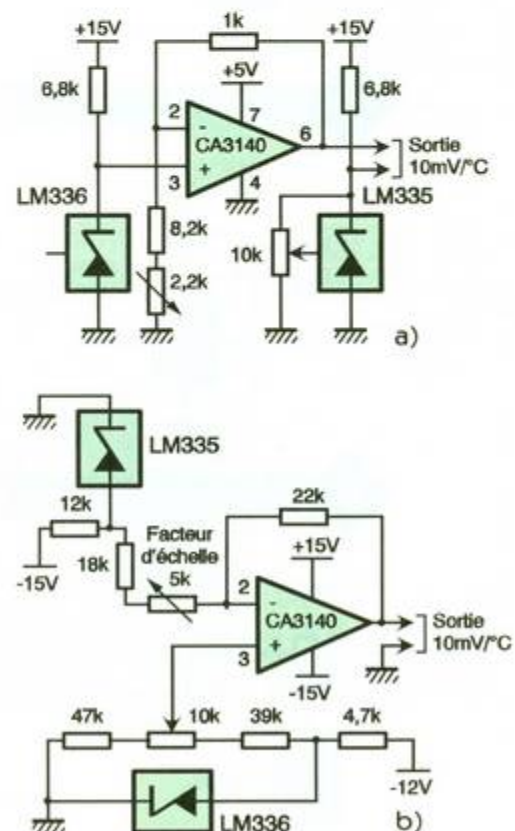 1k
+15V
+15V
6,8k
+5V
6,8k
2
7
-
6
CA3140
+
3
4
Sortie
10mV/°C
LM336
LM335
8,2k
10k
2,2k
a)
LM335
12k
22k
Facteur
d'échelle
+15V
-15V
18k
5k
2
-
CA3140
+
3
Sortie
10mV/°C
-15V
47k
10k
39k
4,7k
-12V
LM336
b)